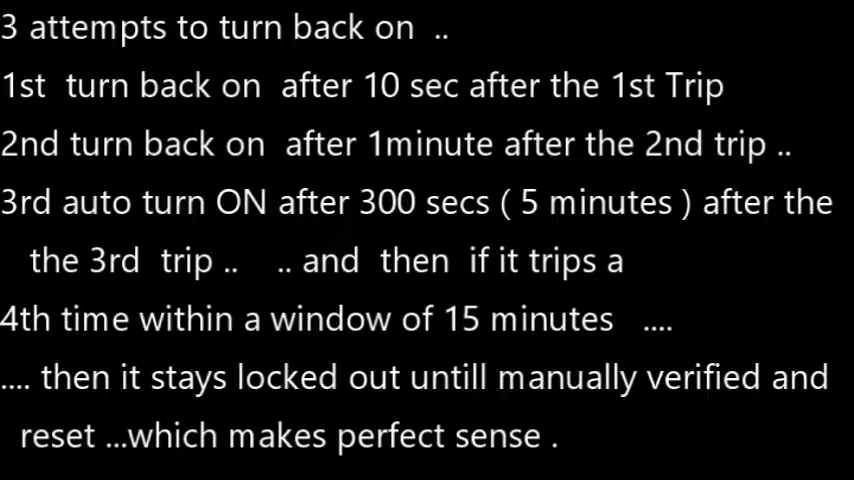 3 attempts to turn back on  ..
1st  turn back on  after 10 sec after the 1st Trip
2nd turn back on  after 1minute after the 2nd trip ..
3rd auto turn ON after 300 secs ( 5 minutes ) after the
the 3rd  trip ..    .. and  then  if it trips a
4th time within a window of 15 minutes   ....
.... then it stays locked out untill manually verified and
reset ...which makes perfect sense .